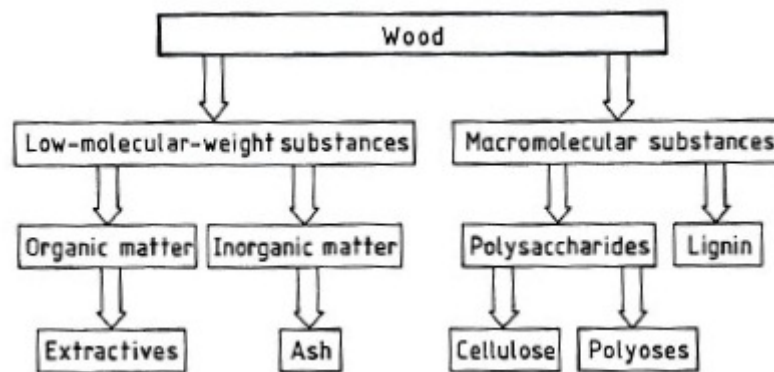 Wood
Low-molecular-weight substances
Macromolecular substances
Organic matter
Inorganic matter
Polysaccharides
Lignin
Extractives
Ash
Cellulose
Polyoses